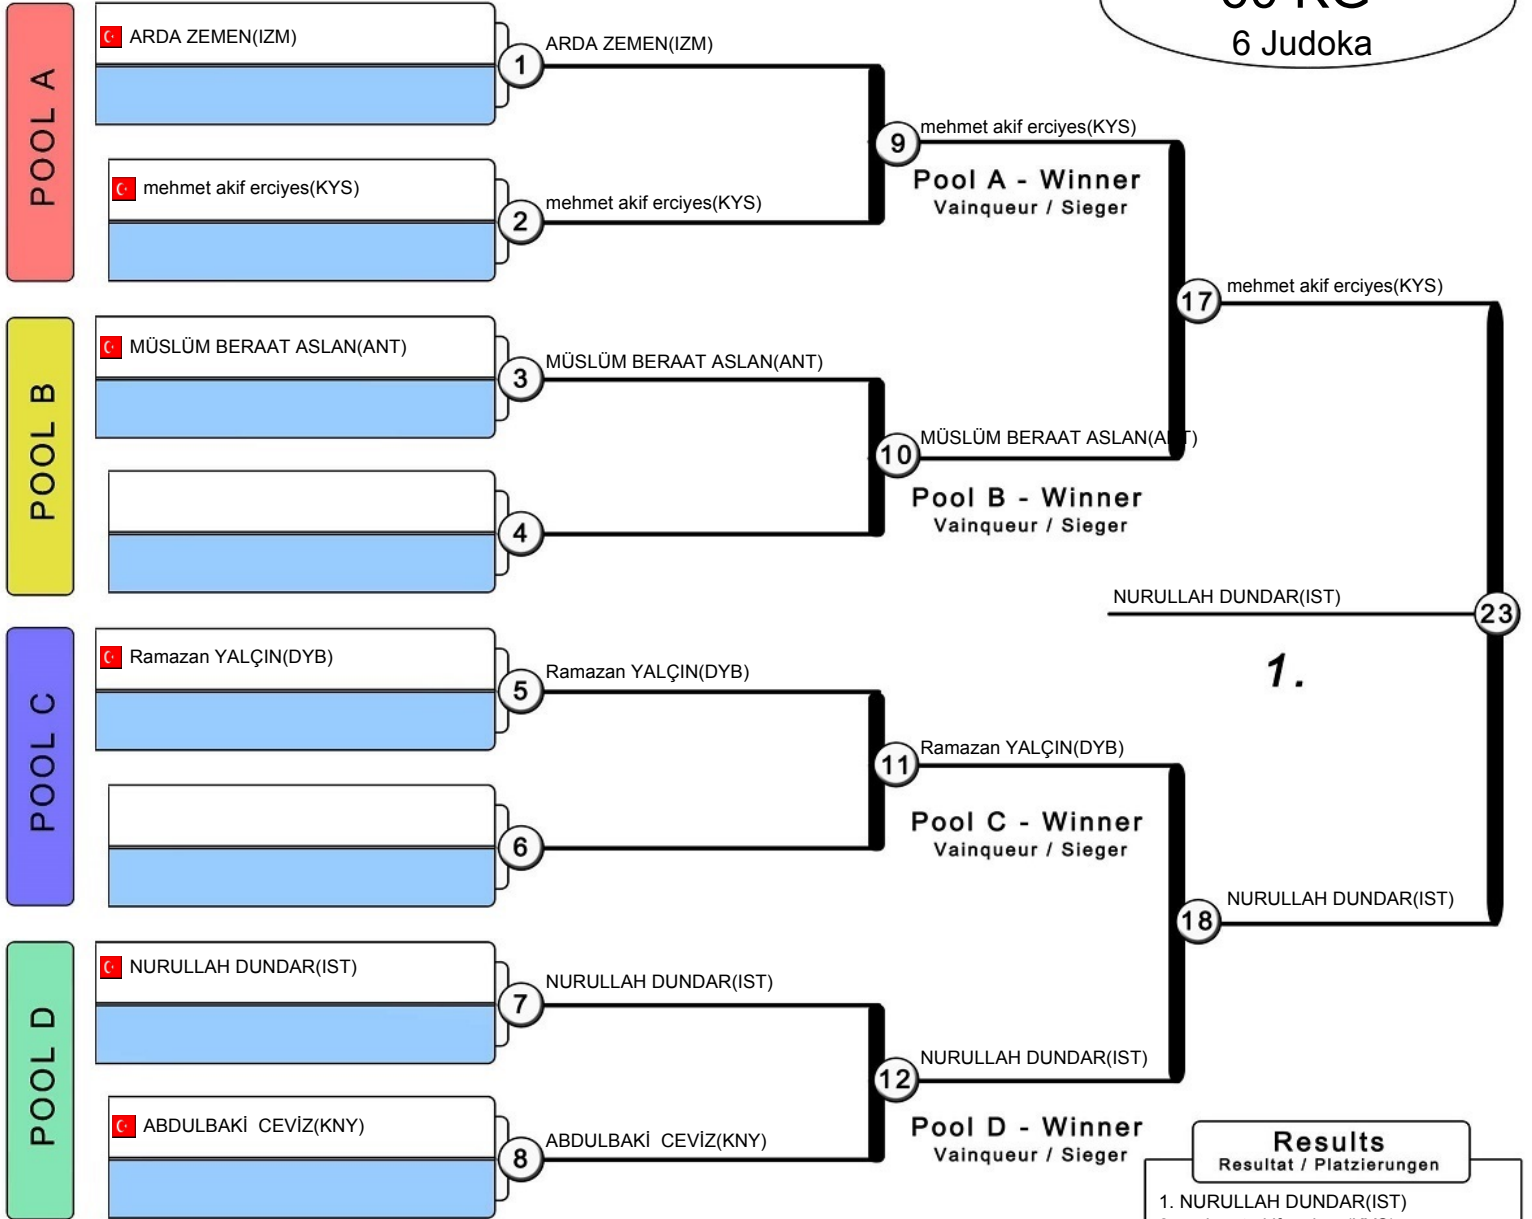 6 Judoka
POOL A
ARDA ZEMEN(IZM)
1
ARDA ZEMEN(IZM)
mehmet akif erciyes(KYS)
2
mehmet akif erciyes(KYS)
9
mehmet akif erciyes(KYS)
Pool A - Winner
Vainqueur / Sieger
17
mehmet akif erciyes(KYS)
POOL B
MÜSLÜM BERAAT ASLAN(ANT)
3
MÜSLÜM BERAAT ASLAN(ANT)
4
10
MÜSLÜM BERAAT ASLAN(ANT)
Pool B - Winner
Vainqueur / Sieger
NURULLAH DUNDAR(IST)
23
1.
POOL C
Ramazan YALÇIN(DYB)
5
Ramazan YALÇIN(DYB)
6
11
Ramazan YALÇIN(DYB)
Pool C - Winner
Vainqueur / Sieger
18
NURULLAH DUNDAR(IST)
POOL D
NURULLAH DUNDAR(IST)
7
NURULLAH DUNDAR(IST)
ABDULBAKİ  CEVİZ(KNY)
8
ABDULBAKİ  CEVİZ(KNY)
12
NURULLAH DUNDAR(IST)
Pool D - Winner
Vainqueur / Sieger
Results
Resultat / Platzierungen
1. NURULLAH DUNDAR(IST)